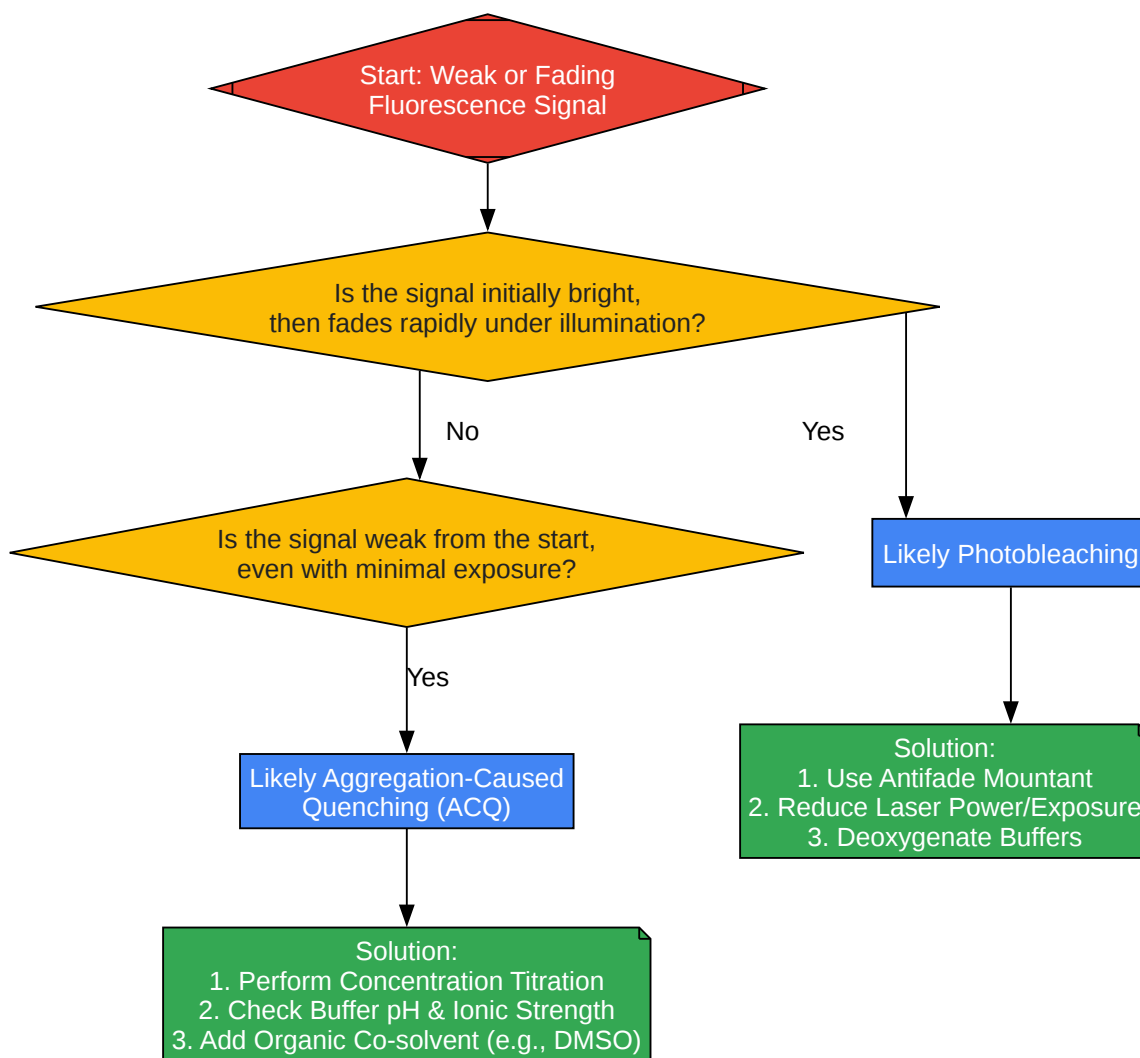 Start: Weak or Fading
Fluorescence Signal
Is the signal initially bright,
then fades rapidly under illumination?
No
Yes
Is the signal weak from the start,
even with minimal exposure?
Likely Photobleaching
Yes
Solution:
1. Use Antifade Mountant
2. Reduce Laser Power/Exposure
3. Deoxygenate Buffers
Likely Aggregation-Caused
Quenching (ACQ)
Solution:
1. Perform Concentration Titration
2. Check Buffer pH & Ionic Strength
3. Add Organic Co-solvent (e.g., DMSO)